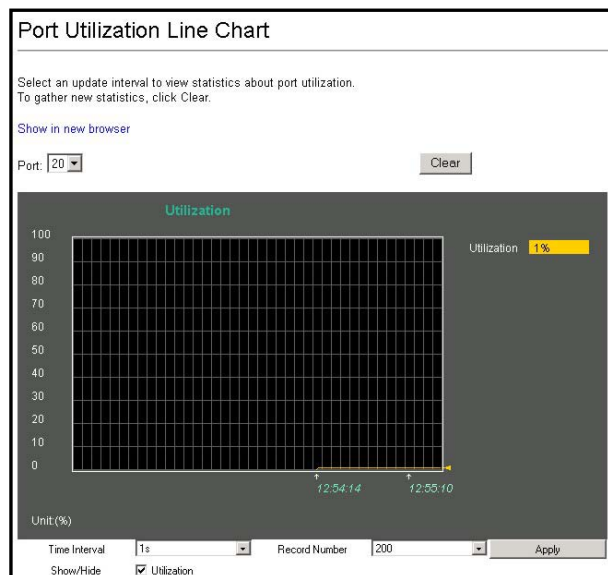 Port Utilization Line Chart
Select an update interval to view statistics about port utilization.
To gather new statistics, click Clear.
Show in new browser
Port: 20 Clear
Utilization
Utilization 1%
100
90
80
70
60
50
40
30
20
10
0
12:54:14 12:55:10
Unit:(%)
Time Interval 1s Record Number 200 Apply
Show/Hide Utilization